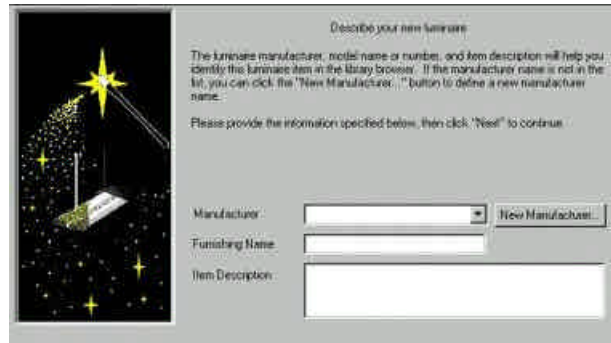 Describe your new luminaire
The luminaire manufacturer, model name or number, and item description will help you
identify this luminaire item in the library browser. If the manufacturer name is not in the
list, you can click the "New Manufacturer..." button to define a new manufacturer
name.
Please provide the information specified below, then click "Next" to continue.
Manufacturer
New Manufacturer...
Furnishing Name
Item Description